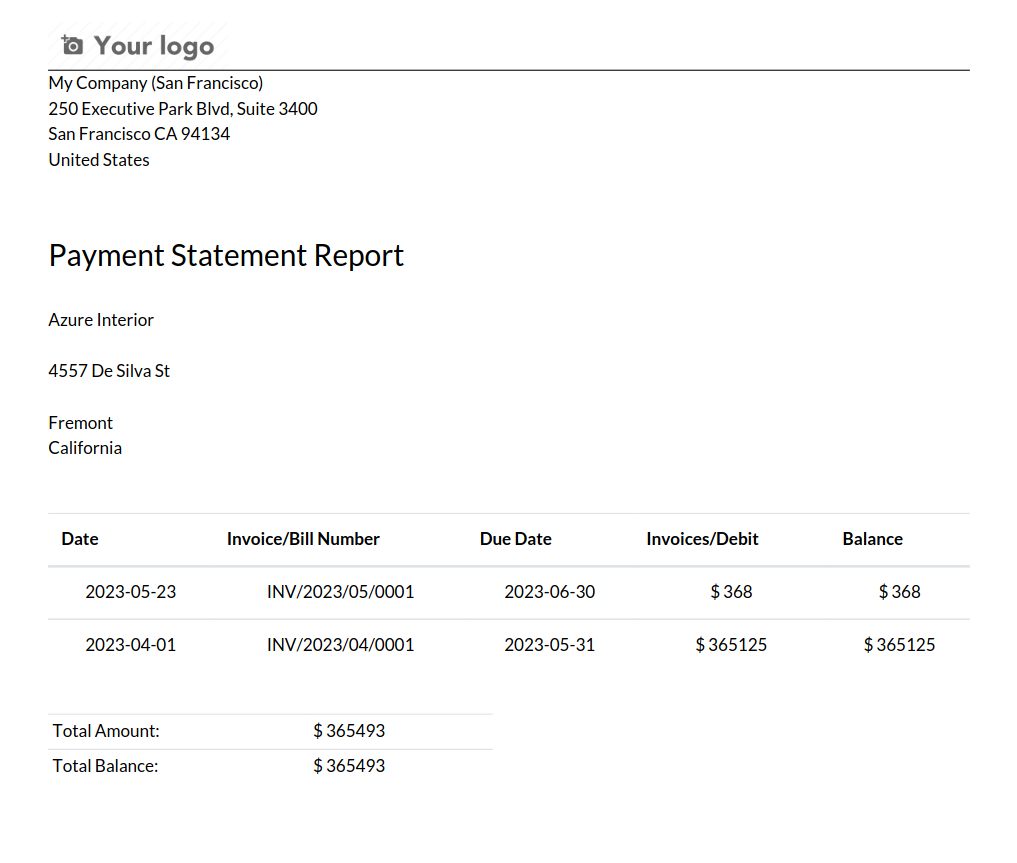 Your logo
My Company (San Francisco)
250 Executive Park Blvd, Suite 3400
San Francisco CA 94134
United States
Payment Statement Report
Azure Interior
4557 De Silva St
Fremont
California
Date Invoice/Bill Number Due Date Invoices/Debit Balance
2023-05-23 INV/2023/05/0001 2023-06-30 $ 368 $ 368
2023-04-01 INV/2023/04/0001 2023-05-31 $ 365125 $ 365125
Total Amount: $ 365493
Total Balance: $ 365493